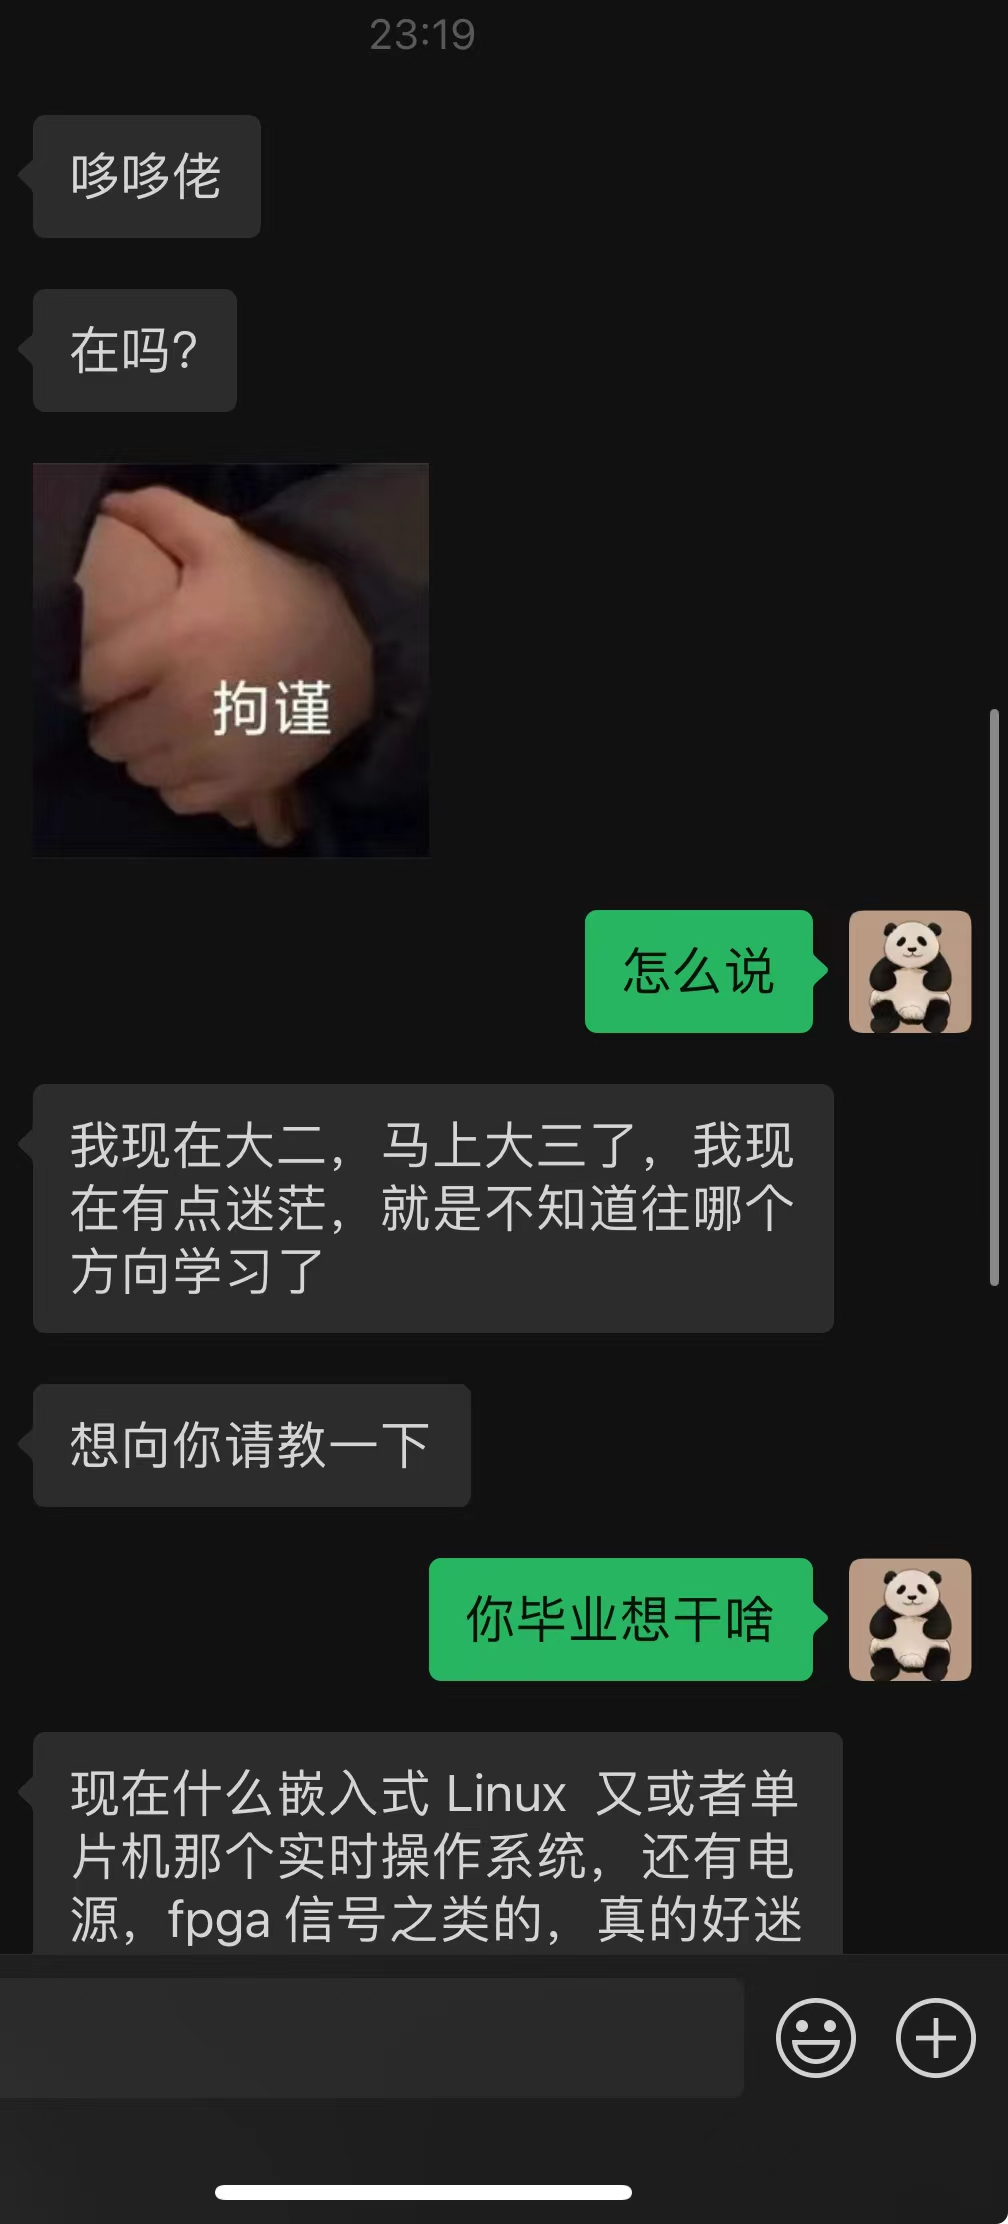 23:19
哆哆佬
在吗?
拘谨
怎么说
我现在大二，马上大三了，我现
在有点迷茫，就是不知道往哪个
方向学习了
想向你请教一下
你毕业想干啥
现在什么嵌入式 Linux 又或者单
片机那个实时操作系统，还有电
源，fpga 信号之类的，真的好迷